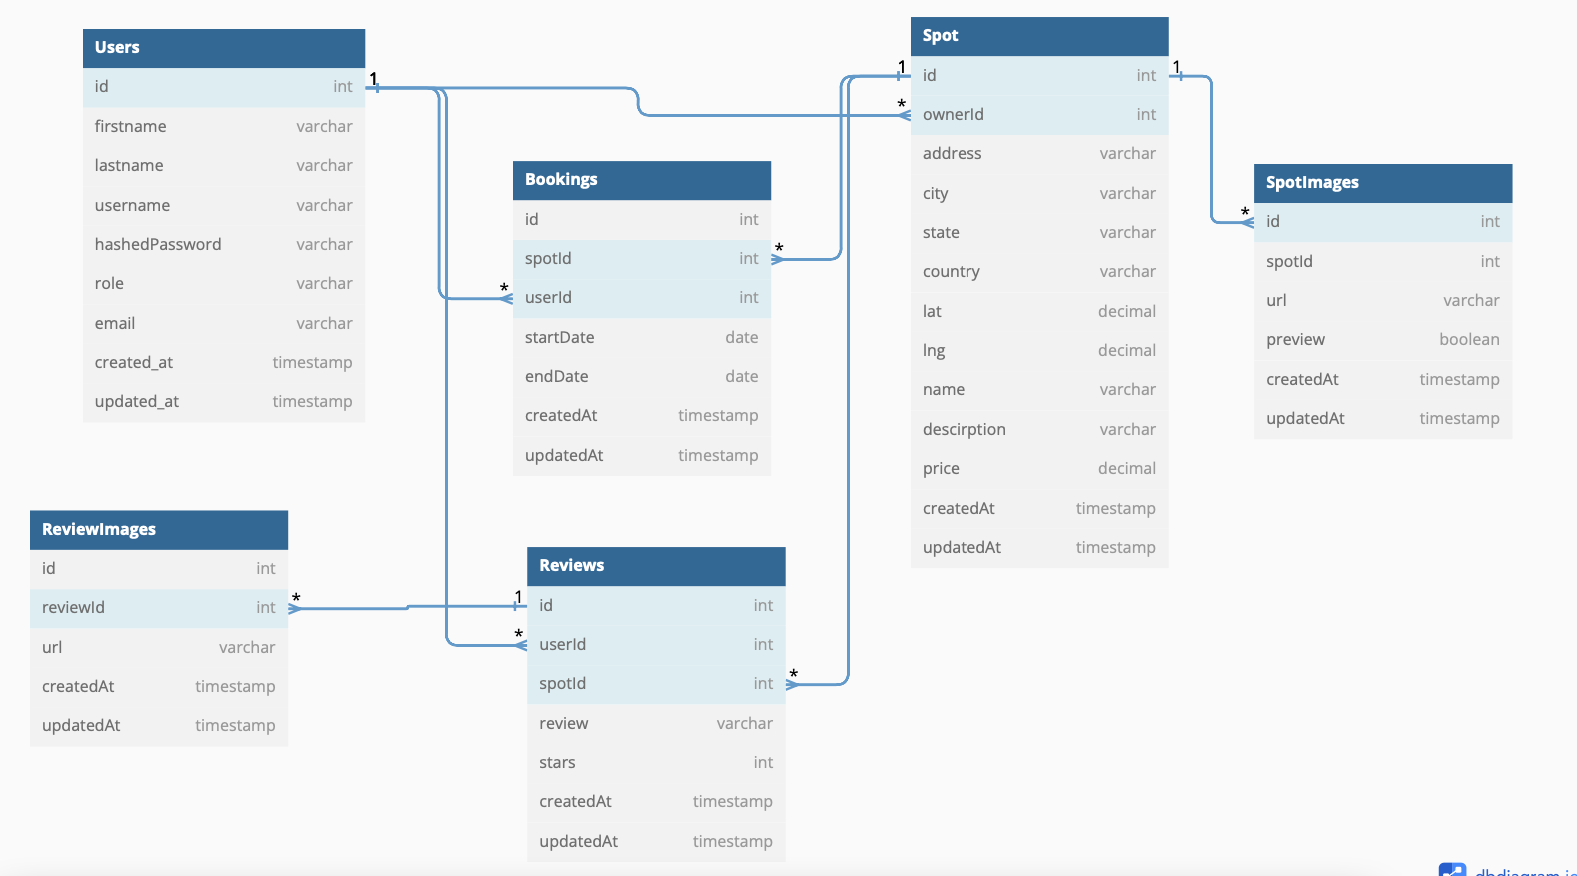 Users
id int
firstname varchar
lastname varchar
username varchar
hashedPassword varchar
role varchar
email varchar
created_at timestamp
updated_at timestamp
1
Bookings
id int
spotId int
userId int
startDate date
endDate date
createdAt timestamp
updatedAt timestamp
*
*
Spot
id int
ownerId int
address varchar
city varchar
state varchar
country varchar
lat decimal
lng decimal
name varchar
descirption varchar
price decimal
createdAt timestamp
updatedAt timestamp
1
*
1
SpotImages
id int
spotId int
url varchar
preview boolean
createdAt timestamp
updatedAt timestamp
*
ReviewImages
id int
reviewId int
url varchar
createdAt timestamp
updatedAt timestamp
*
Reviews
id int
userId int
spotId int
review varchar
stars int
createdAt timestamp
updatedAt timestamp
1
*
*